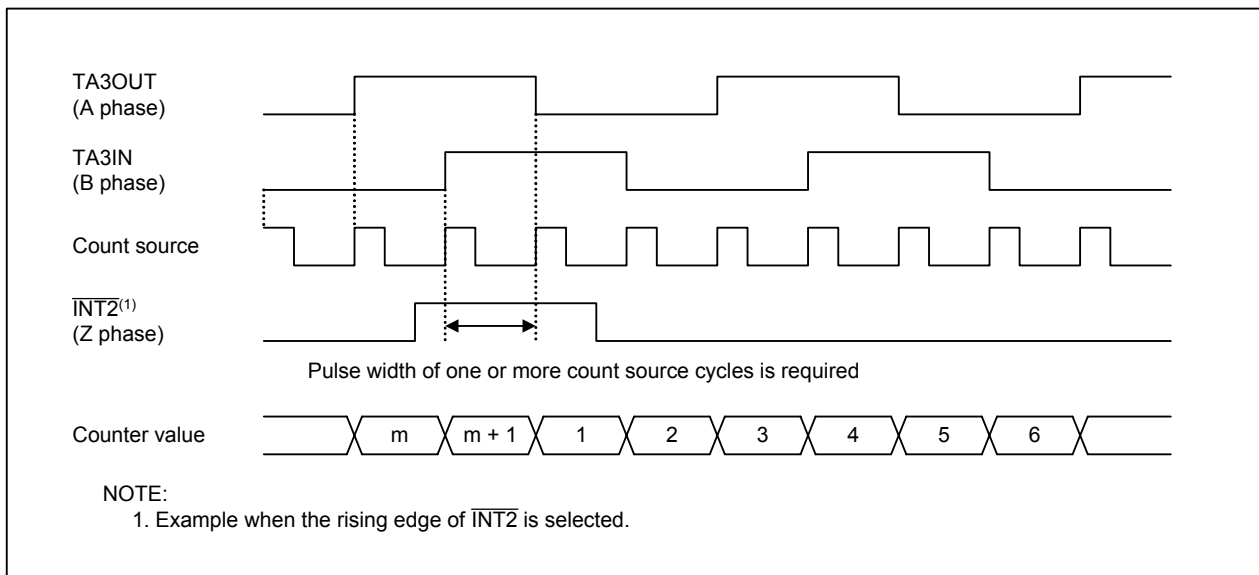 TA3OUT
(A phase)
TA3IN
(B phase)
Count source
INT2(1)
(Z phase)
Pulse width of one or more count source cycles is required
Counter value
m
m + 1
1
2
3
4
5
6
NOTE:
1. Example when the rising edge of INT2 is selected.